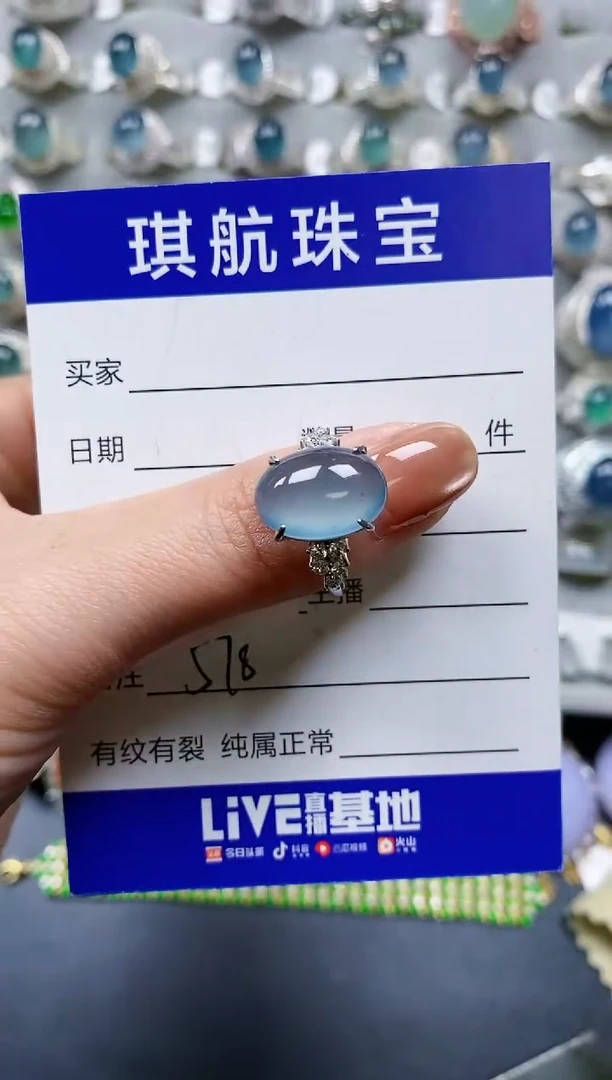 琪航珠宝
买家
日期
件
主播
注 578
有纹有裂 纯属正常
LiVE直播基地
今日头条 抖音 西瓜视频 火山